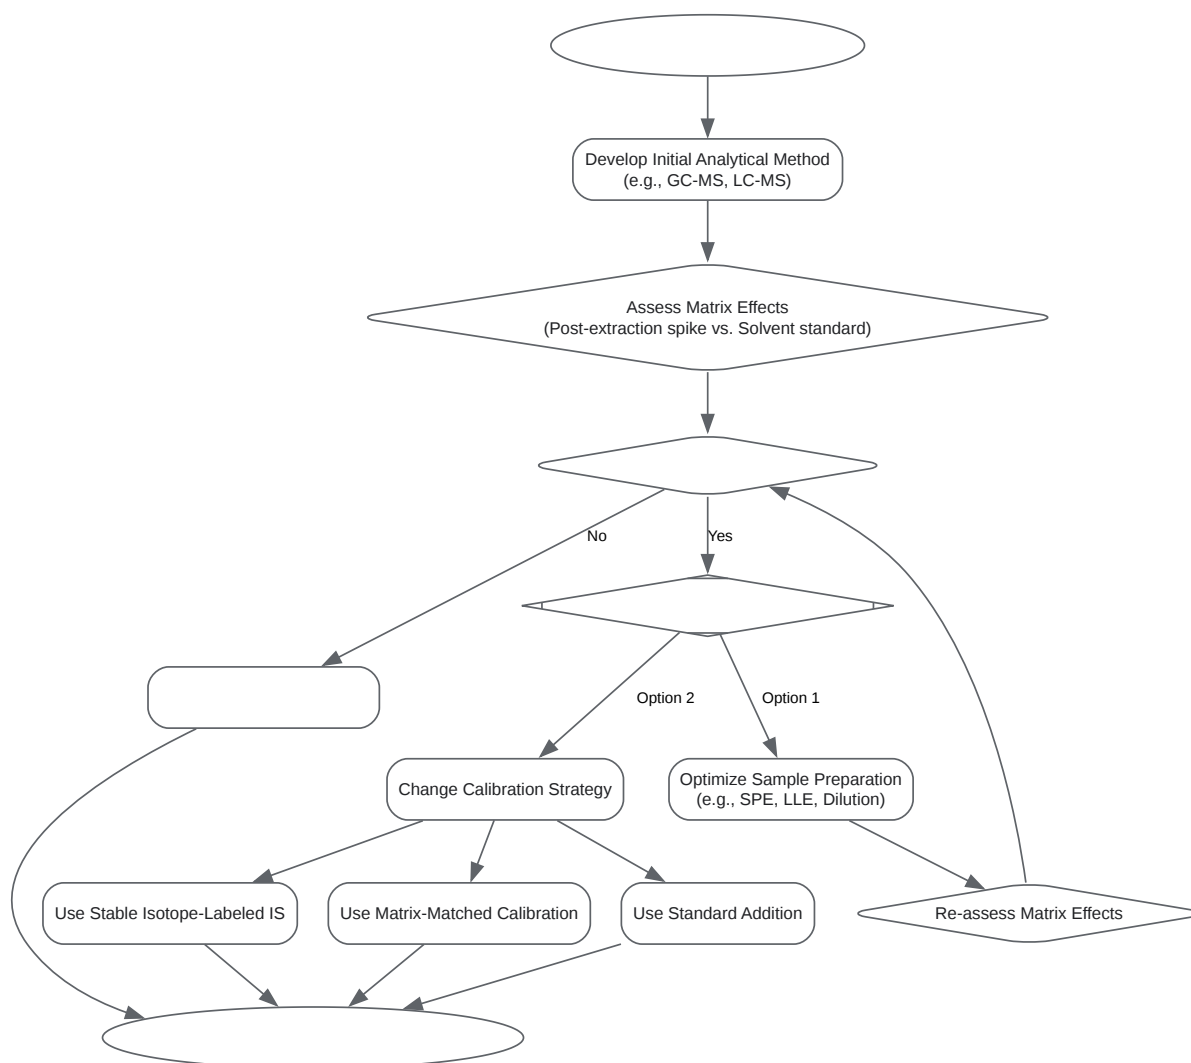 Develop Initial Analytical Method
(e.g., GC-MS, LC-MS)
Assess Matrix Effects
(Post-extraction spike vs. Solvent standard)
No
Yes
Option 2
Option 1
Change Calibration Strategy
Optimize Sample Preparation
(e.g., SPE, LLE, Dilution)
Use Stable Isotope-Labeled IS
Use Matrix-Matched Calibration
Use Standard Addition
Re-assess Matrix Effects